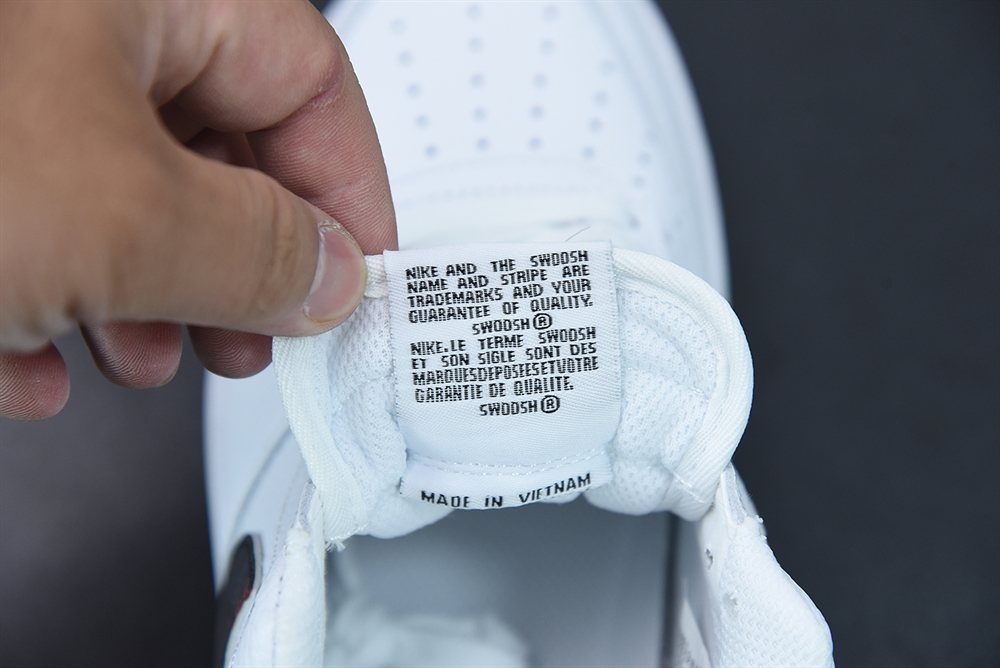 NIKE AND THE SWOOSH
NAME AND STRIPE ARE
TRADEMARKS AND YOUR
GUARANTEE OF QUALITY.
SWOOSH®
NIKE.LE TERME SWOOSH
ET SON SIGLE SONT DES
MARQUESDEPOSEESETVOTRE
GARANTIE DE QUALITE.
SWOOSH®
MADE IN VIETNAM